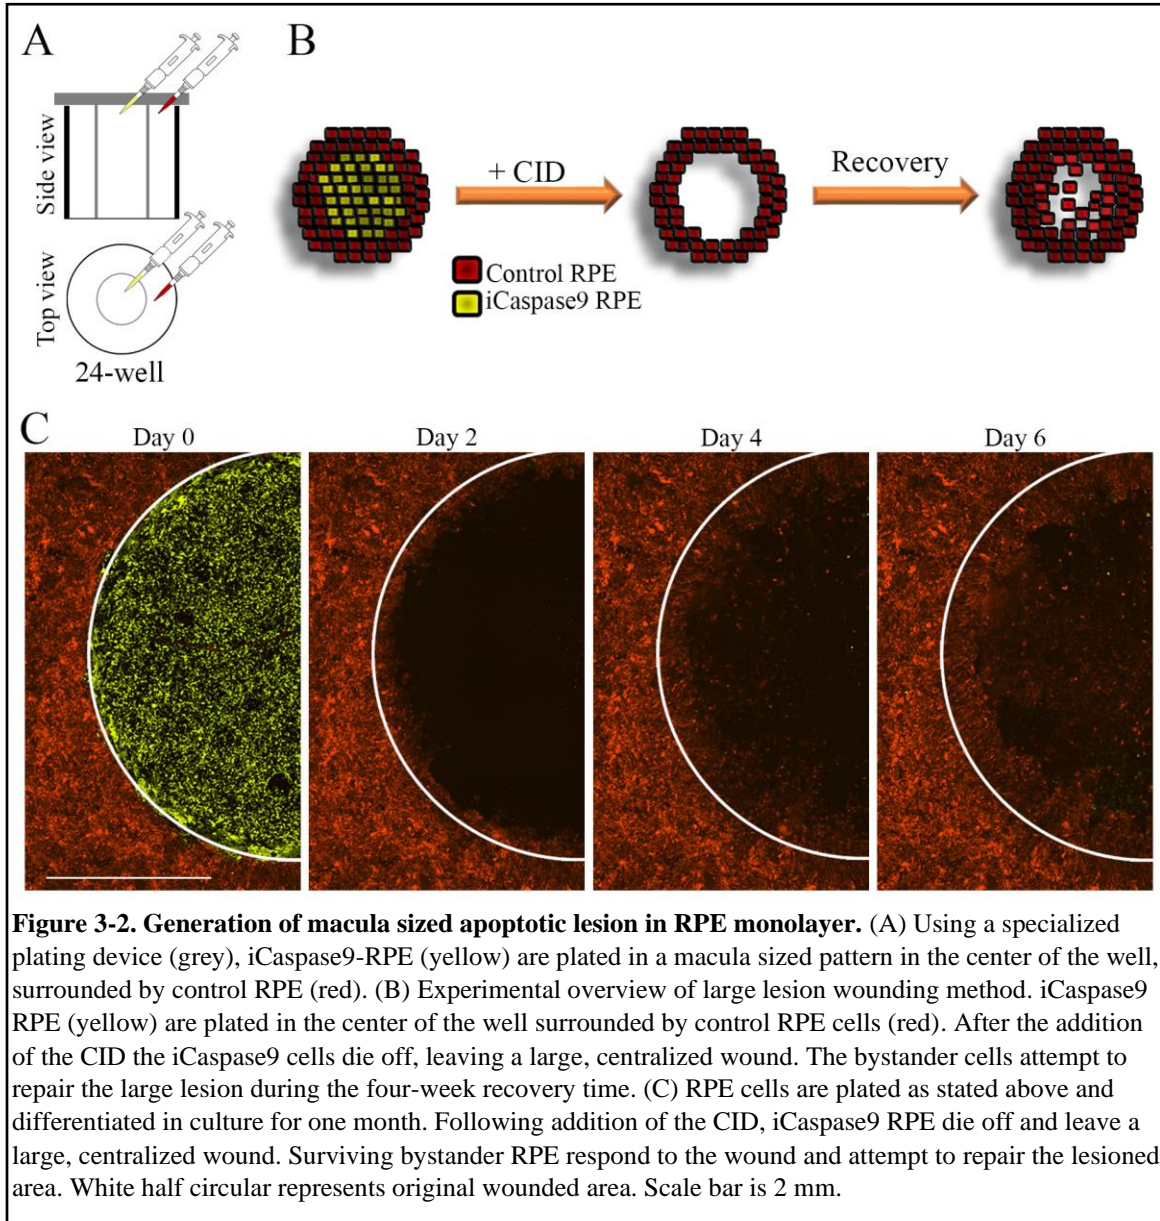 A
B
Side view
Top view
24-well
+ CID
Recovery
Control RPE
iCaspase9 RPE
C
Day 0
Day 2
Day 4
Day 6
Figure 3-2. Generation of macula sized apoptotic lesion in RPE monolayer. (A) Using a specialized
plating device (grey), iCaspase9-RPE (yellow) are plated in a macula sized pattern in the center of the well,
surrounded by control RPE (red). (B) Experimental overview of large lesion wounding method. iCaspase9
RPE (yellow) are plated in the center of the well surrounded by control RPE cells (red). After the addition
of the CID the iCaspase9 cells die off, leaving a large, centralized wound. The bystander cells attempt to
repair the large lesion during the four-week recovery time. (C) RPE cells are plated as stated above and
differentiated in culture for one month. Following addition of the CID, iCaspase9 RPE die off and leave a
large, centralized wound. Surviving bystander RPE respond to the wound and attempt to repair the lesioned
area. White half circular represents original wounded area. Scale bar is 2 mm.